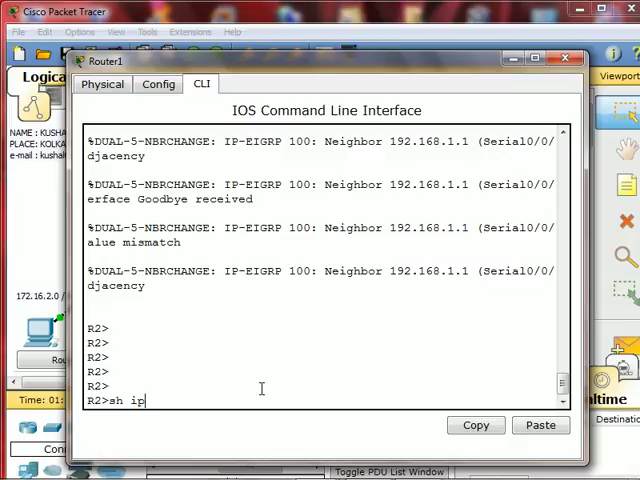 Cisco Packet Tracer
File Edit View Tools Extensions Help
Logica
Viewport
Router1
Physical Config CLI
IOS Command Line Interface
%DUAL-5-NBRCHANGE: IP-EIGRP 100: Neighbor 192.168.1.1 (Serial0/0/
djacency
%DUAL-5-NBRCHANGE: IP-EIGRP 100: Neighbor 192.168.1.1 (Serial0/0/
erface Goodbye received
%DUAL-5-NBRCHANGE: IP-EIGRP 100: Neighbor 192.168.1.1 (Serial0/0/
alue mismatch
%DUAL-5-NBRCHANGE: IP-EIGRP 100: Neighbor 192.168.1.1 (Serial0/0/
djacency
R2>
R2>
R2>
R2>
R2>
R2>sh ip
Copy Paste
NAME : KUSHA
PLACE: KOLKA
e-mail : kushal
172.16.2.0
Rou
Time: 01:
Conn
ealtime
Destinatio
Toggle PDU List Window